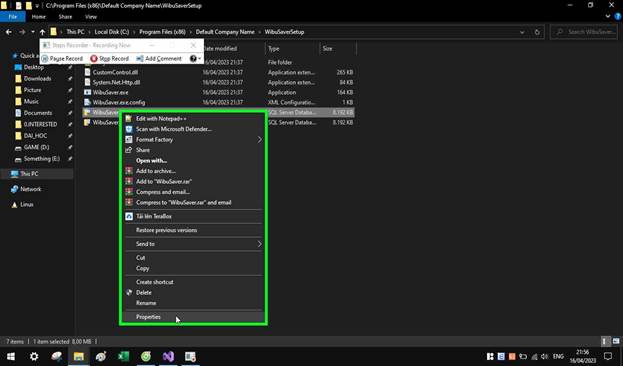 C:\Program Files (x86)\Default Company Name\WibuSaverSetup
File Home Share View
This PC > Local Disk (C:) > Program Files (x86) > Default Company Name > WibuSaverSetup
Search WibuSaver...
Steps Recorder - Recording Now
Pause Record Stop Record Add Comment
Date modified Type Size
16/04/2023 21:37 File folder
CustomControl.dll 16/04/2023 21:37 Application exten... 265 KB
System.Net.Http.dll 16/04/2023 21:37 Application exten... 84 KB
WibuSaver.exe 16/04/2023 21:37 Application 164 KB
WibuSaver.exe.config 16/04/2023 21:37 XML Configuratio... 1 KB
WibuSaver SQL Server Databa... 8.192 KB
WibuSaver SQL Server Databa... 8.192 KB
Quick a
Desktop
Downloads
Picture
Music
Documents
0.INTERESTED
DAI_HOC
GAME (D:)
Something (E:)
This PC
Network
Linux
Edit with Notepad++
Scan with Microsoft Defender...
Format Factory
Share
Open with...
Add to archive...
Add to "WibuSaver.rar"
Compress and email...
Compress to "WibuSaver.rar" and email
Tải lên TeraBox
Restore previous versions
Send to
Cut
Copy
Create shortcut
Delete
Rename
Properties
7 items 1 item selected 8,00 MB
ENG
21:56
16/04/2023